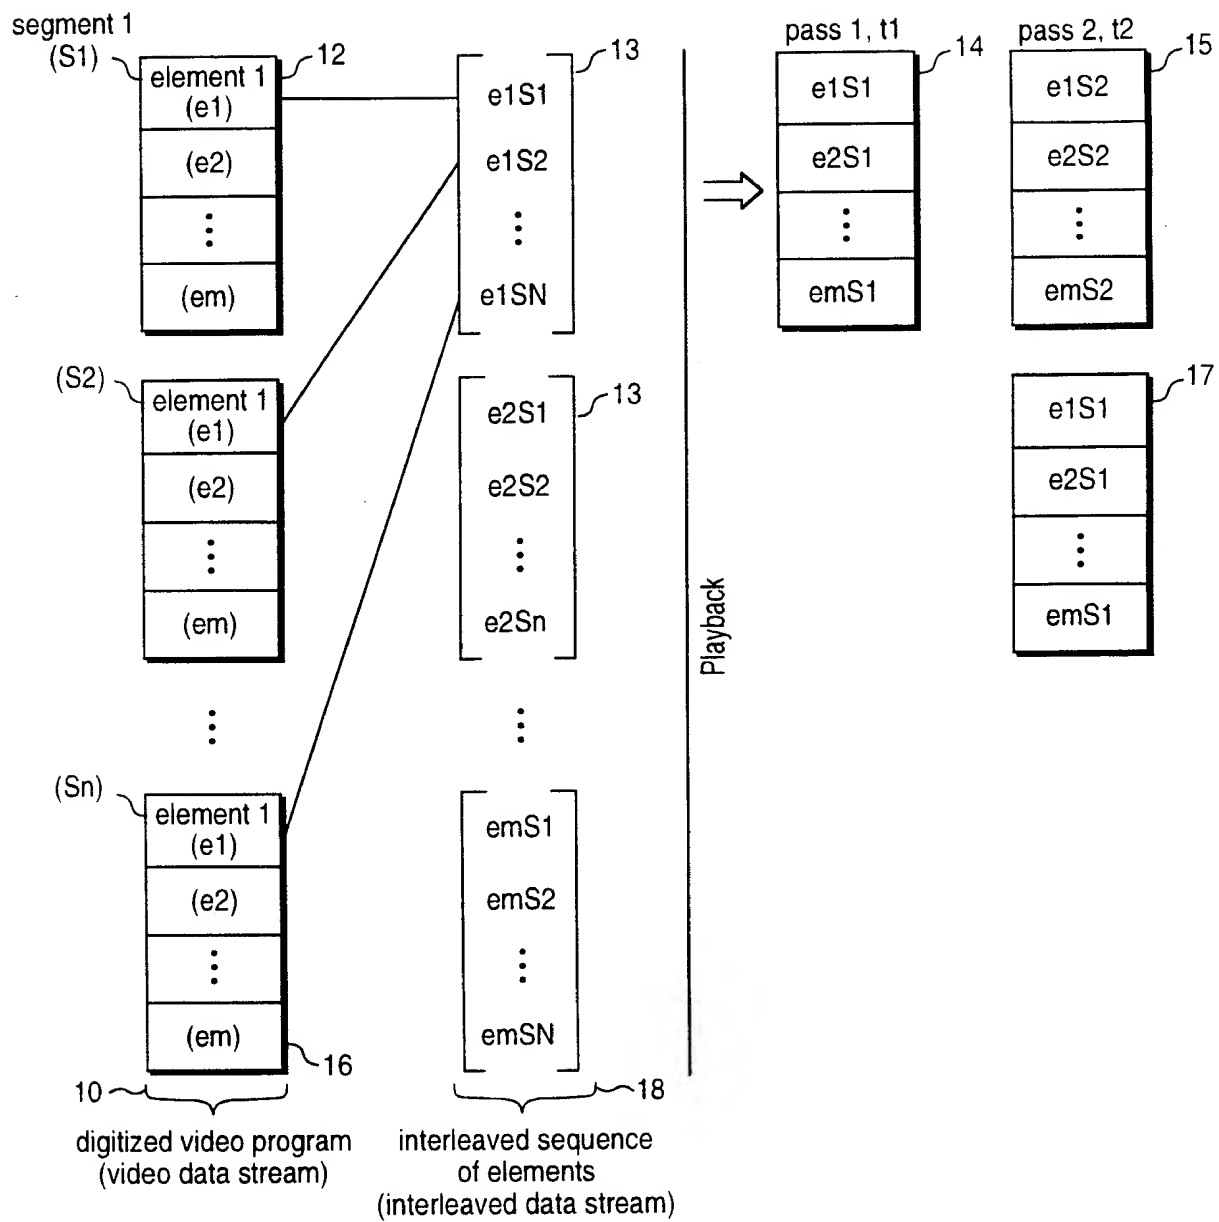 segment 1
(S1)
element 1
(e1)
12
(e2)
(em)
(S2)
element 1
(e1)
(e2)
(em)
(Sn)
element 1
(e1)
(e2)
(em)
16
10
digitized video program
(video data stream)
13
e1S1
e1S2
e1SN
13
e2S1
e2S2
e2Sn
emS1
emS2
emSN
18
interleaved sequence
of elements
(interleaved data stream)
Playback
pass 1, t1
14
e1S1
e2S1
emS1
pass 2, t2
15
e1S2
e2S2
emS2
17
e1S1
e2S1
emS1